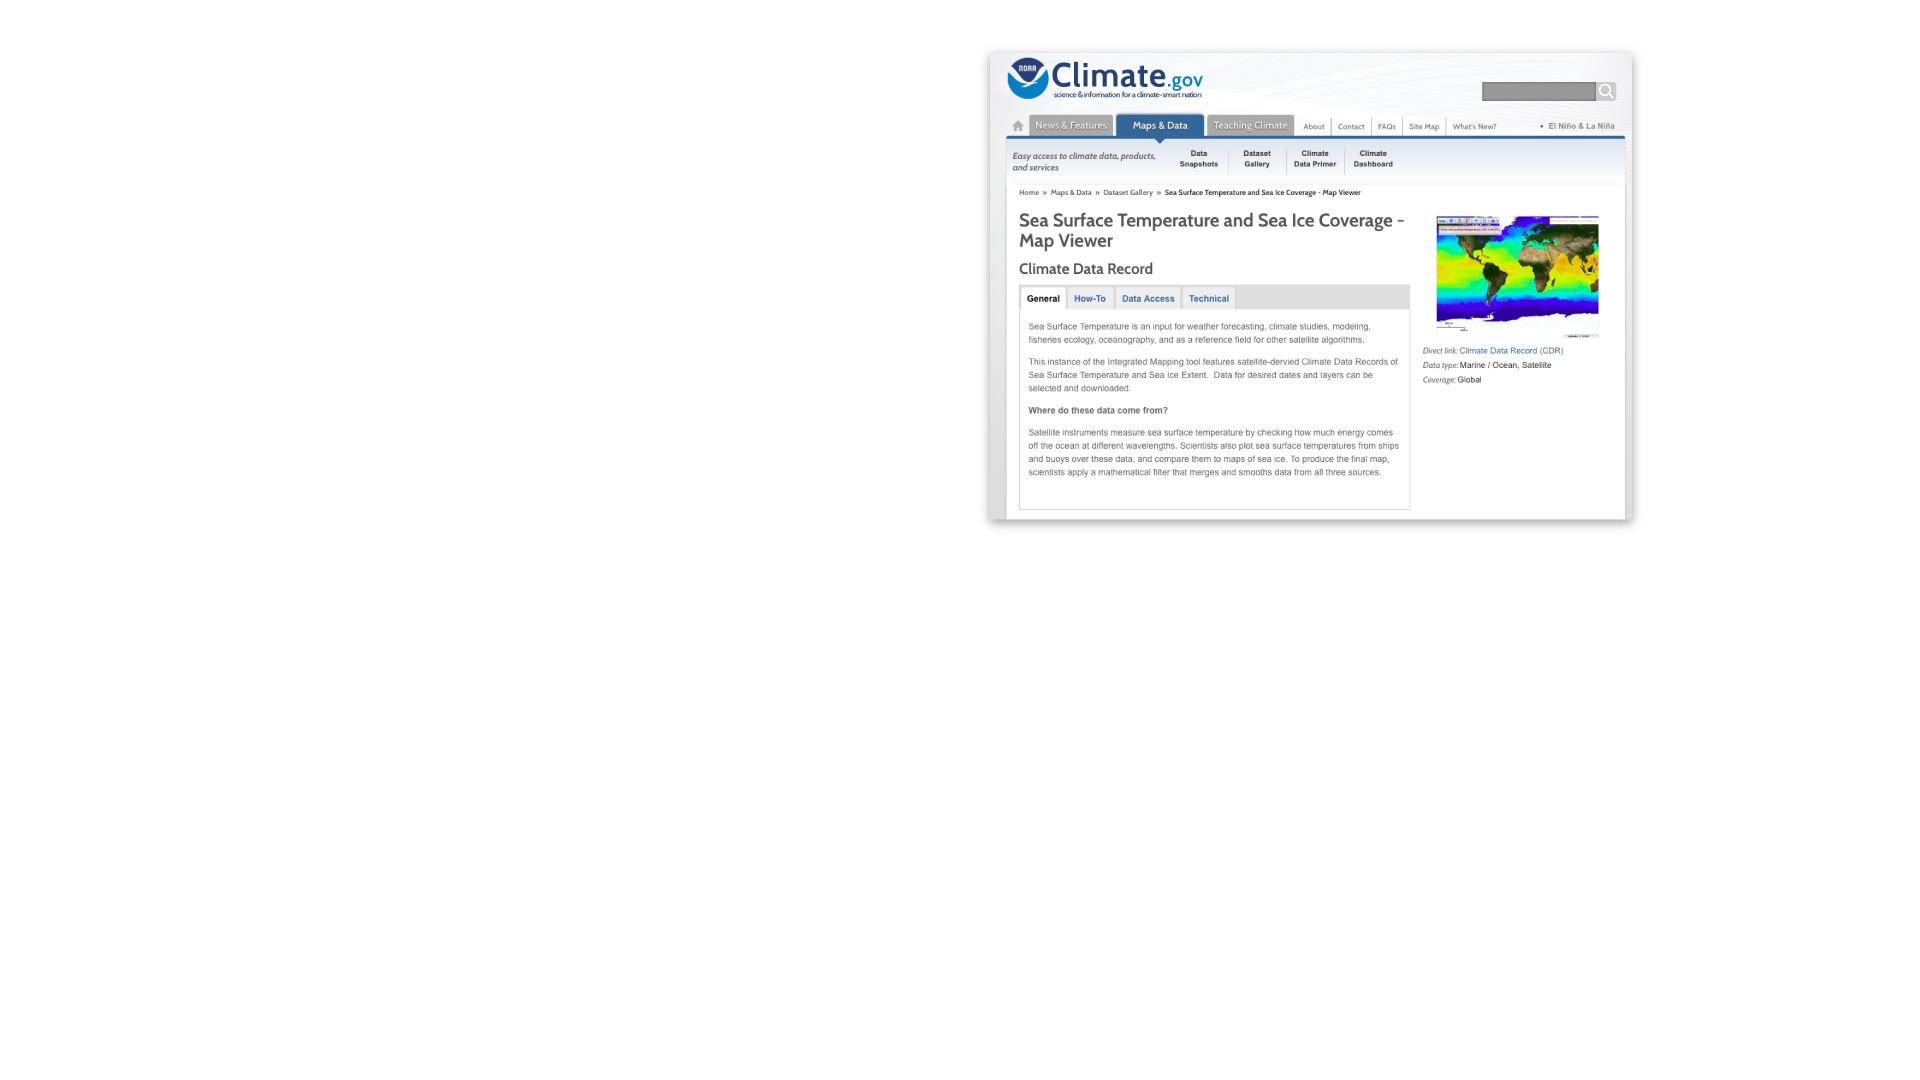 NOAA
Climate.gov
science & information for a climate-smart nation
News & Features
Maps & Data
Teaching Climate
About
Contact
FAQs
Site Map
What's New?
• El Niño & La Niña
Easy access to climate data, products,
and services
Data
Snapshots
Dataset
Gallery
Climate
Data Primer
Climate
Dashboard
Home » Maps & Data » Dataset Gallery » Sea Surface Temperature and Sea Ice Coverage - Map Viewer
Sea Surface Temperature and Sea Ice Coverage -
Map Viewer
Climate Data Record
General
How-To
Data Access
Technical
Sea Surface Temperature is an input for weather forecasting, climate studies, modeling,
fisheries ecology, oceanography, and as a reference field for other satellite algorithms.
This instance of the Integrated Mapping tool features satellite-dervied Climate Data Records of
Sea Surface Temperature and Sea Ice Extent.  Data for desired dates and layers can be
selected and downloaded.
Where do these data come from?
Satellite instruments measure sea surface temperature by checking how much energy comes
off the ocean at different wavelengths. Scientists also plot sea surface temperatures from ships
and buoys over these data, and compare them to maps of sea ice. To produce the final map,
scientists apply a mathematical filter that merges and smooths data from all three sources.
Direct link: Climate Data Record (CDR)
Data type: Marine / Ocean, Satellite
Coverage: Global